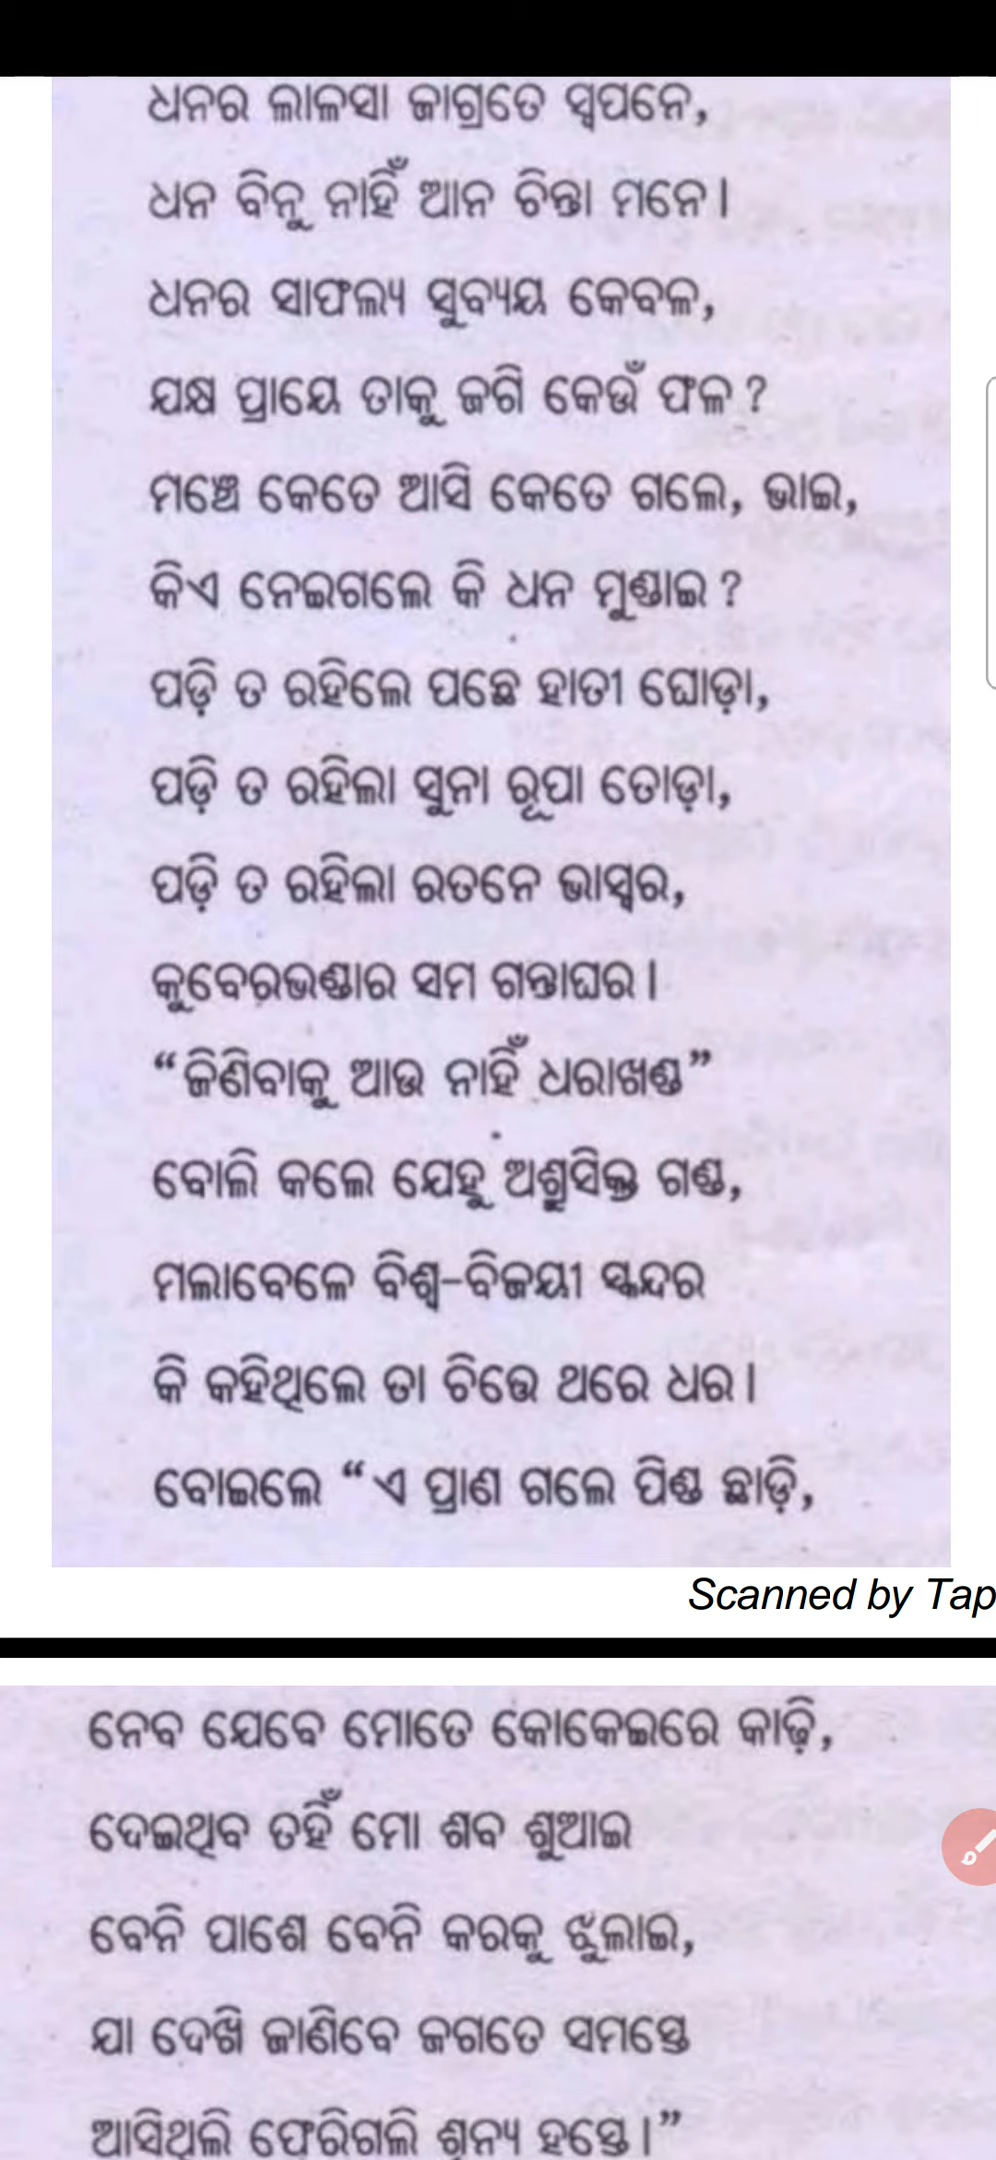 ଧନର ଲାଳସା ଜାଗ୍ରତେ ସ୍ୱପନେ,
ଧନ ବିନୁ ନାହିଁ ଆନ ଚିନ୍ତା ମନେ।
ଧନର ସାଫଲ୍ୟ ସୁବ୍ୟୟ କେବଳ,
ଯକ୍ଷ ପ୍ରାୟେ ତାକୁ ଜଗି କେଉଁ ଫଳ ?
ମଞ୍ଚେ କେତେ ଆସି କେତେ ଗଲେ, ଭାଇ,
କିଏ ନେଇଗଲେ କି ଧନ ମୁଣ୍ଡାଇ ?
ପଡ଼ି ତ ରହିଲେ ପଛେ ହାତୀ ଘୋଡ଼ା,
ପଡ଼ି ତ ରହିଲା ସୁନା ରୂପା ତୋଡ଼ା,
ପଡ଼ି ତ ରହିଲା ରତନେ ଭାସ୍ୱର,
କୁବେରଭଣ୍ଡାର ସମ ଗନ୍ତାଘର।
“ଜିଣିବାକୁ ଆଉ ନାହିଁ ଧରାଖଣ୍ଡ”
ବୋଲି କଲେ ଯେହୁ ଅଶ୍ରୁସିକ୍ତ ଗଣ୍ଡ,
ମଲାବେଳେ ବିଶ୍ୱ-ବିଜୟୀ ସ୍କନ୍ଦର
କି କହିଥିଲେ ତା ଚିତ୍ତେ ଥରେ ଧର।
ବୋଇଲେ “ଏ ପ୍ରାଣ ଗଲେ ପିଣ୍ଡ ଛାଡ଼ି,
Scanned by Tap
ନେବ ଯେବେ ମୋତେ କୋକେଇରେ କାଢ଼ି,
ଦେଇଥିବ ତହିଁ ମୋ ଶବ ଶୁଆଇ
ବେନି ପାଶେ ବେନି କରକୁ ଝୁଲାଇ,
ଯା ଦେଖି ଜାଣିବେ ଜଗତେ ସମସ୍ତେ
ଆସିଥିଲି ଫେରିଗଲି ଶୂନ୍ୟ ହସ୍ତେ।”